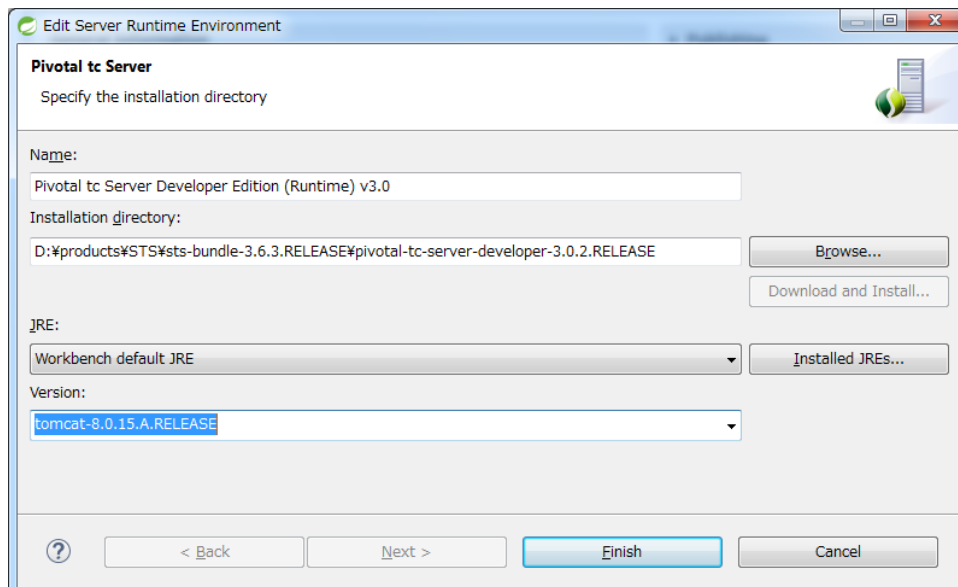 Edit Server Runtime Environment
Pivotal tc Server
Specify the installation directory
Name:
Pivotal tc Server Developer Edition (Runtime) v3.0
Installation directory:
D:¥products¥STS¥sts-bundle-3.6.3.RELEASE¥pivotal-tc-server-developer-3.0.2.RELEASE
Browse...
Download and Install...
JRE:
Workbench default JRE
Installed JREs...
Version:
tomcat-8.0.15.A.RELEASE
?
< Back
Next >
Finish
Cancel